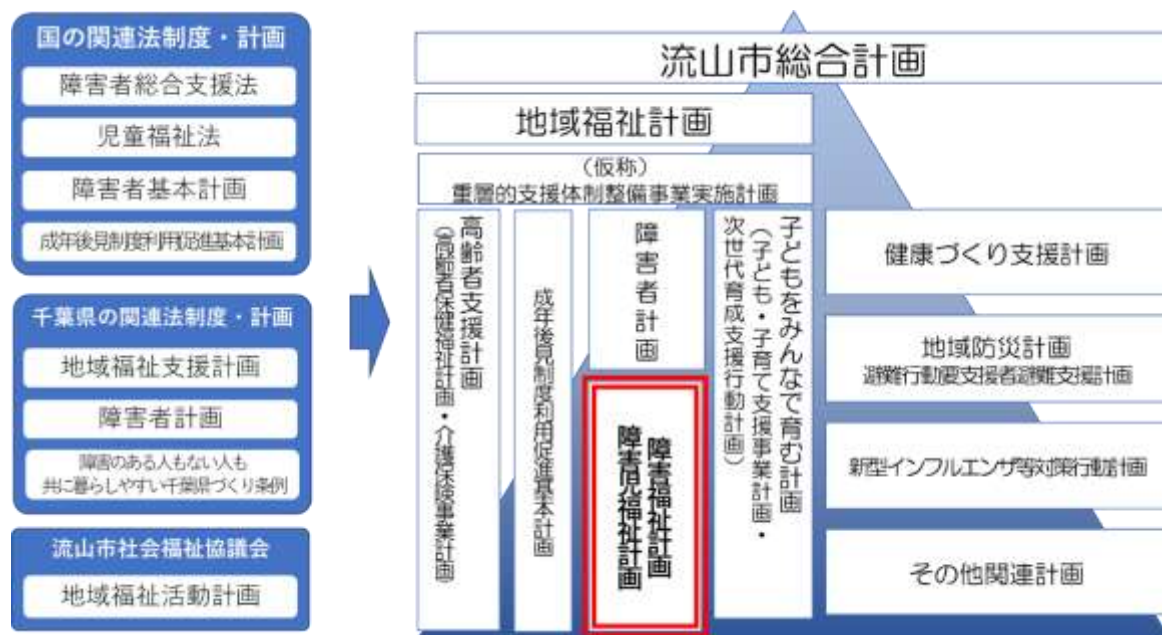 国の関連法制度・計画
障害者総合支援法
児童福祉法
障害者基本計画
成年後見制度利用促進基本計画
千葉県の関連法制度・計画
地域福祉支援計画
障害者計画
障害のある人もない人も
共に暮らしやすい千葉県づくり条例
流山市社会福祉協議会
地域福祉活動計画
流山市総合計画
地域福祉計画
（仮称）
重層的支援体制整備事業実施計画
高齢者支援計画
（高齢者保健福祉計画・介護保険事業計画）
成年後見制度利用促進基本計画
障害者計画
障害福祉計画
障害児福祉計画
子どもをみんなで育む計画
（子ども・子育て支援事業計画・
次世代育成支援行動計画）
健康づくり支援計画
地域防災計画
避難行動要支援者避難支援計画
新型インフルエンザ等対策行動計画
その他関連計画